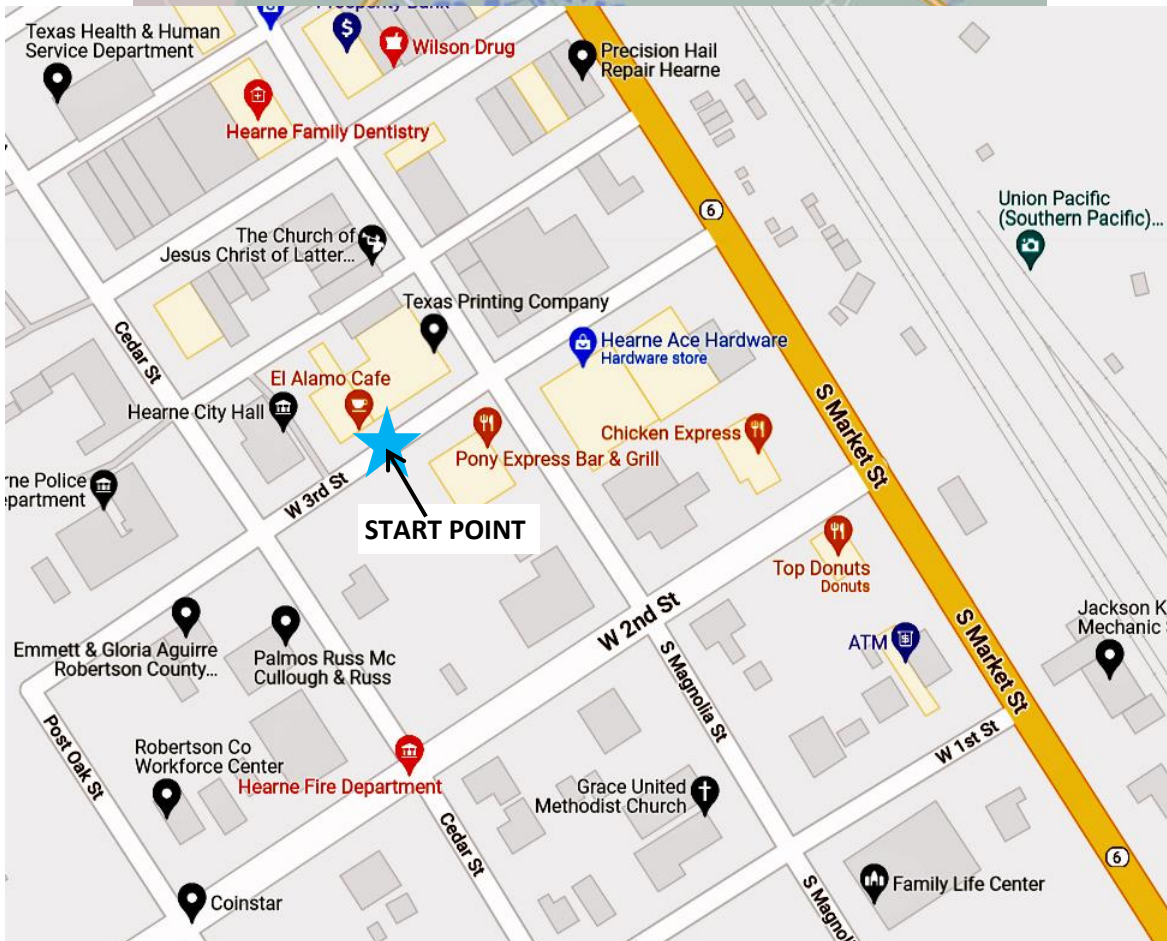 Prosperity Bank
Texas Health & Human
Service Department
$
Wilson Drug
Precision Hail
Repair Hearne
Hearne Family Dentistry
6
Union Pacific
(Southern Pacific)...
The Church of
Jesus Christ of Latter...
Texas Printing Company
Cedar St
Hearne Ace Hardware
Hardware store
El Alamo Cafe
Hearne City Hall
S Market St
Chicken Express
Pony Express Bar & Grill
rne Police
epartment
W 3rd St
START POINT
Top Donuts
Donuts
W 2nd St
Jackson K
Mechanic
Emmett & Gloria Aguirre
Robertson County...
Palmos Russ Mc
Cullough & Russ
ATM
$
S Market St
S Magnolia St
Post Oak St
W 1st St
Robertson Co
Workforce Center
Hearne Fire Department
Grace United
Methodist Church
Cedar St
6
Family Life Center
Coinstar
S Magnol